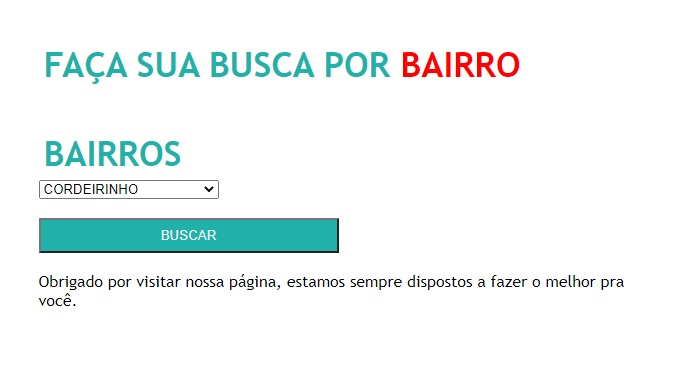 FAÇA SUA BUSCA POR BAIRRO
BAIRROS
CORDEIRINHO
BUSCAR
Obrigado por visitar nossa página, estamos sempre dispostos a fazer o melhor pra
você.